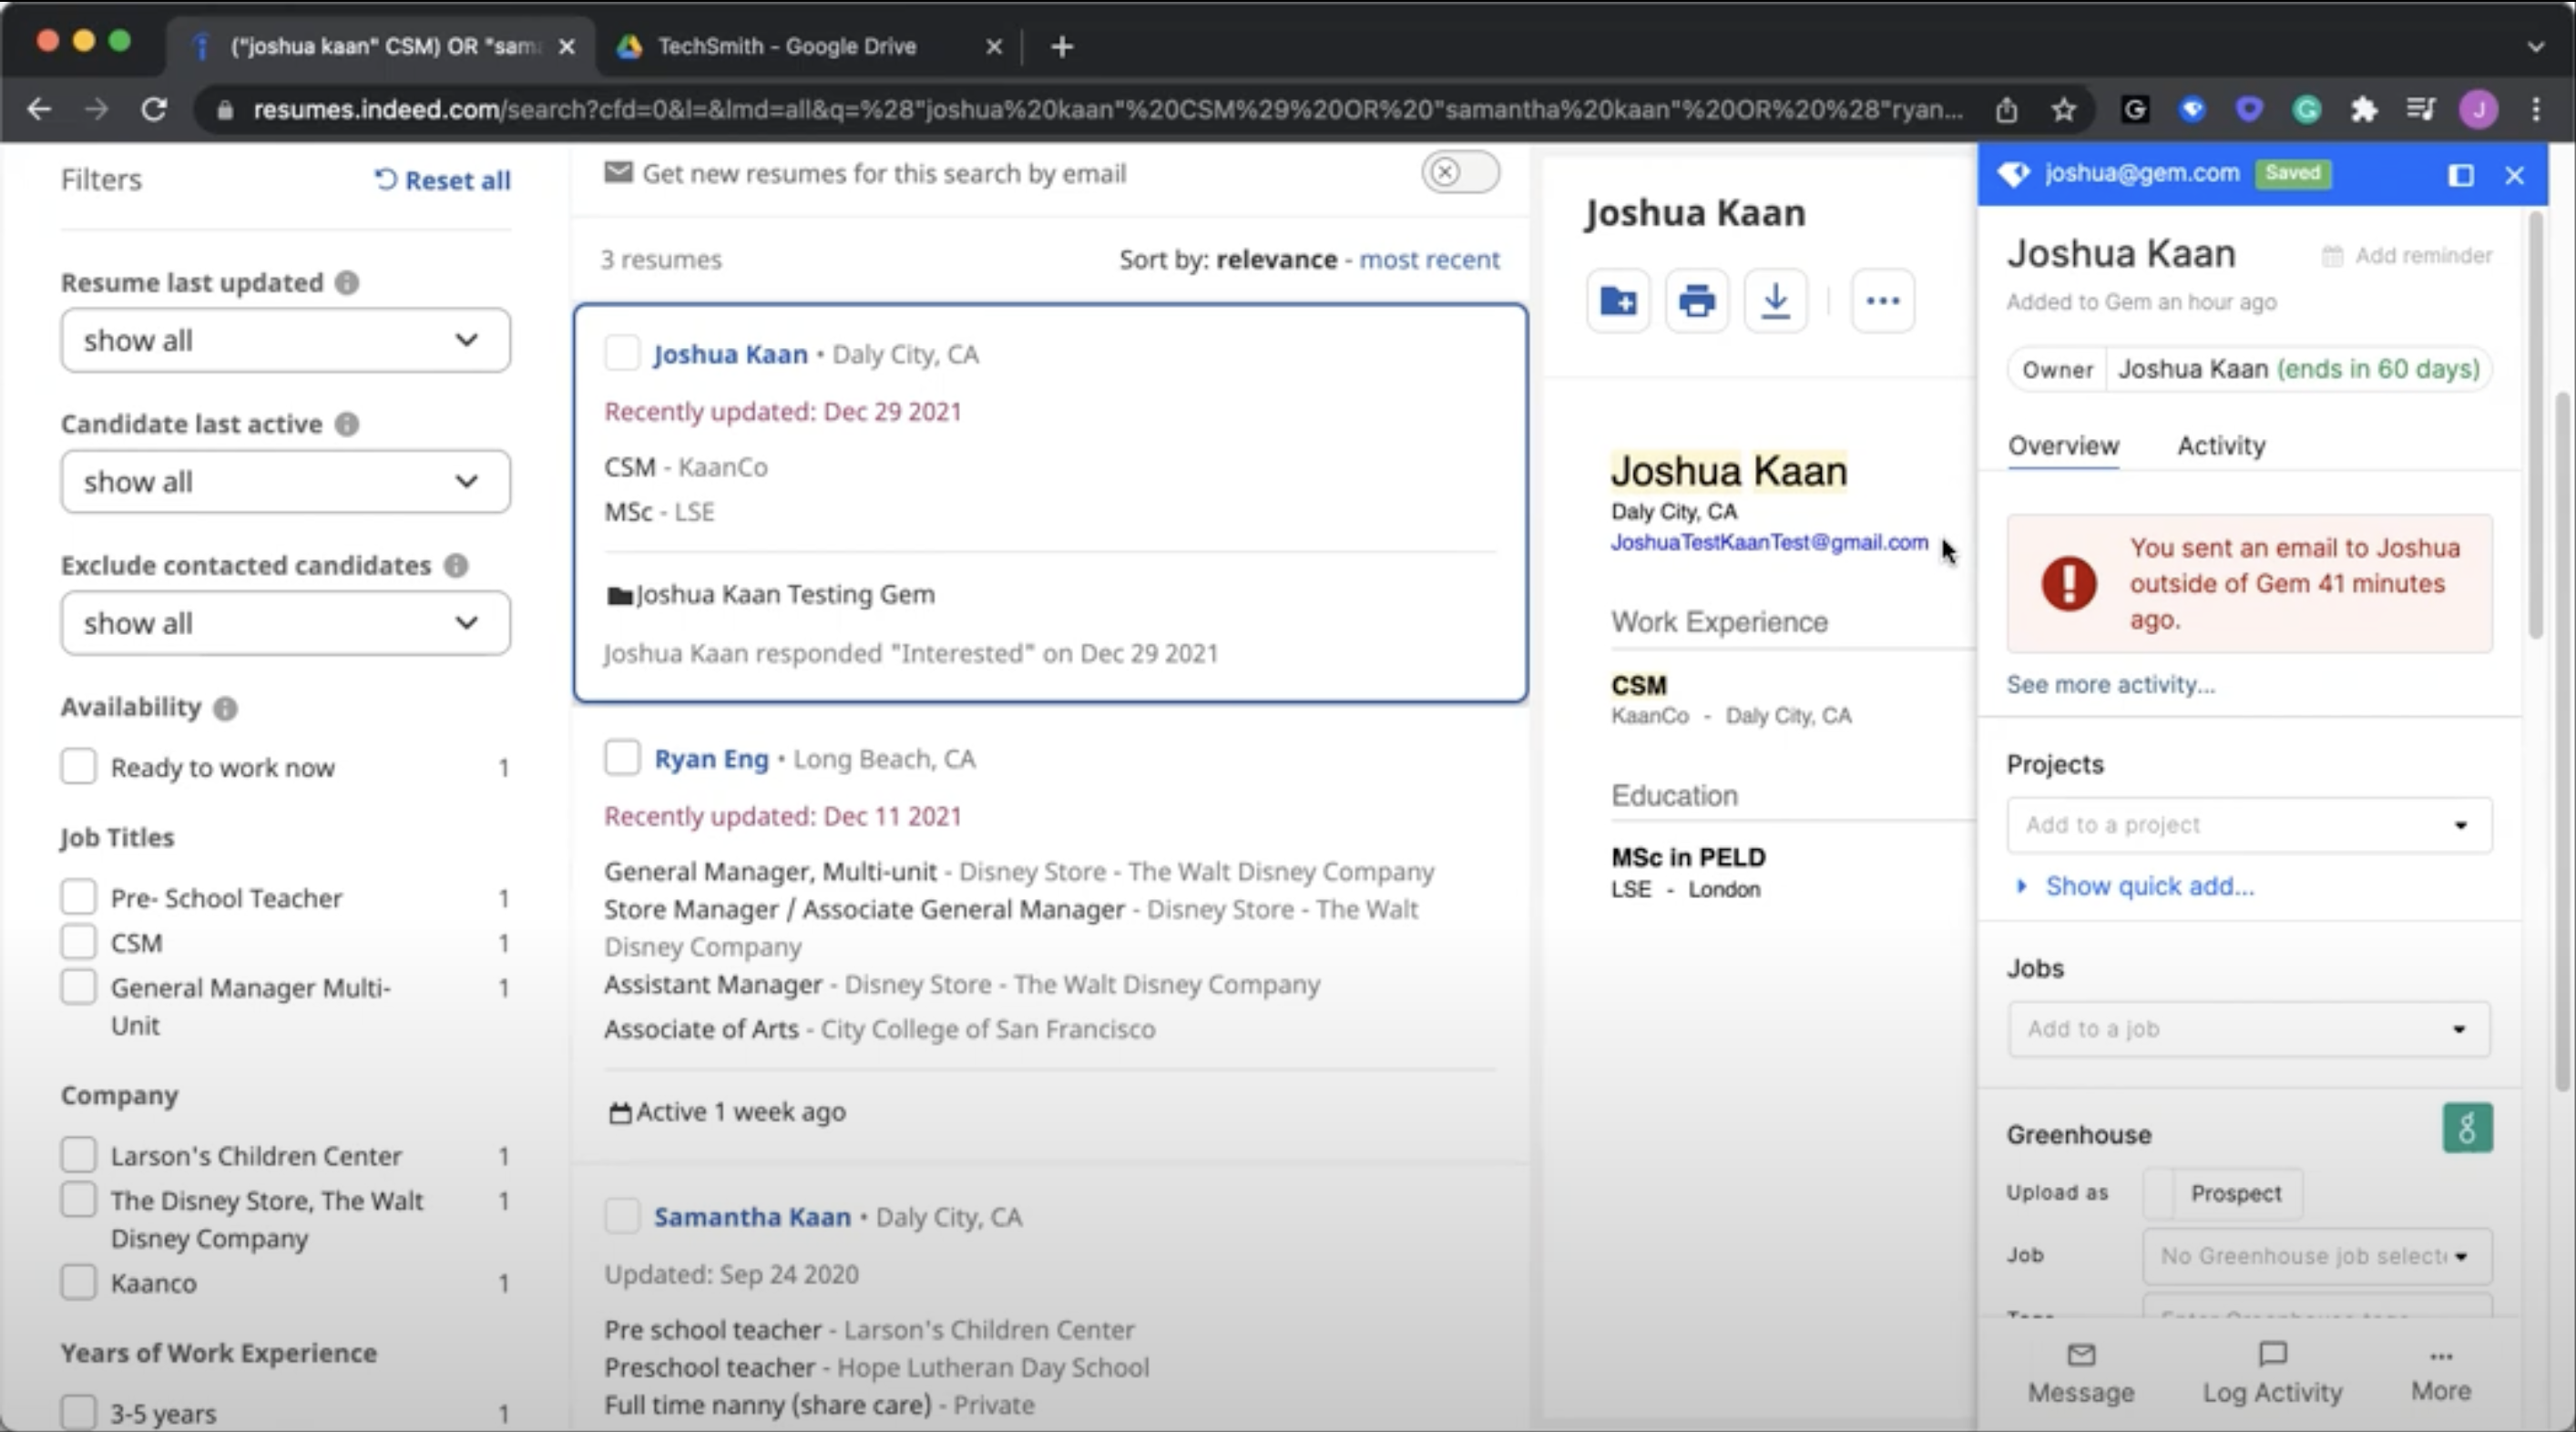 ("joshua kaan" CSM) OR "sam
TechSmith - Google Drive
resumes.indeed.com/search?cfd=0&l=&lmd=all&q=%28"joshua%20kaan"%20CSM%29%20OR%20"samantha%20kaan"%20OR%20%28"ryan...
J
Filters
Reset all
Resume last updated
show all
Candidate last active
show all
Exclude contacted candidates
show all
Availability
Ready to work now 1
Job Titles
Pre- School Teacher 1
CSM 1
General Manager Multi- 1
Unit
Company
Larson's Children Center 1
The Disney Store, The Walt 1
Disney Company
Kaanco 1
Years of Work Experience
3-5 years 1
Get new resumes for this search by email
3 resumes
Sort by: relevance - most recent
Joshua Kaan • Daly City, CA
Recently updated: Dec 29 2021
CSM - KaanCo
MSc - LSE
Joshua Kaan Testing Gem
Joshua Kaan responded "Interested" on Dec 29 2021
Ryan Eng • Long Beach, CA
Recently updated: Dec 11 2021
General Manager, Multi-unit - Disney Store - The Walt Disney Company
Store Manager / Associate General Manager - Disney Store - The Walt
Disney Company
Assistant Manager - Disney Store - The Walt Disney Company
Associate of Arts - City College of San Francisco
Active 1 week ago
Samantha Kaan • Daly City, CA
Updated: Sep 24 2020
Pre school teacher - Larson's Children Center
Preschool teacher - Hope Lutheran Day School
Full time nanny (share care) - Private
Joshua Kaan
Joshua Kaan
Daly City, CA
JoshuaTestKaanTest@gmail.com
Work Experience
CSM
KaanCo - Daly City, CA
Education
MSc in PELD
LSE - London
joshua@gem.com Saved
Joshua Kaan
Add reminder
Added to Gem an hour ago
Owner Joshua Kaan (ends in 60 days)
Overview Activity
You sent an email to Joshua
outside of Gem 41 minutes
ago.
See more activity...
Projects
Add to a project
Show quick add...
Jobs
Add to a job
Greenhouse
Upload as Prospect
Job No Greenhouse job select
Message Log Activity More